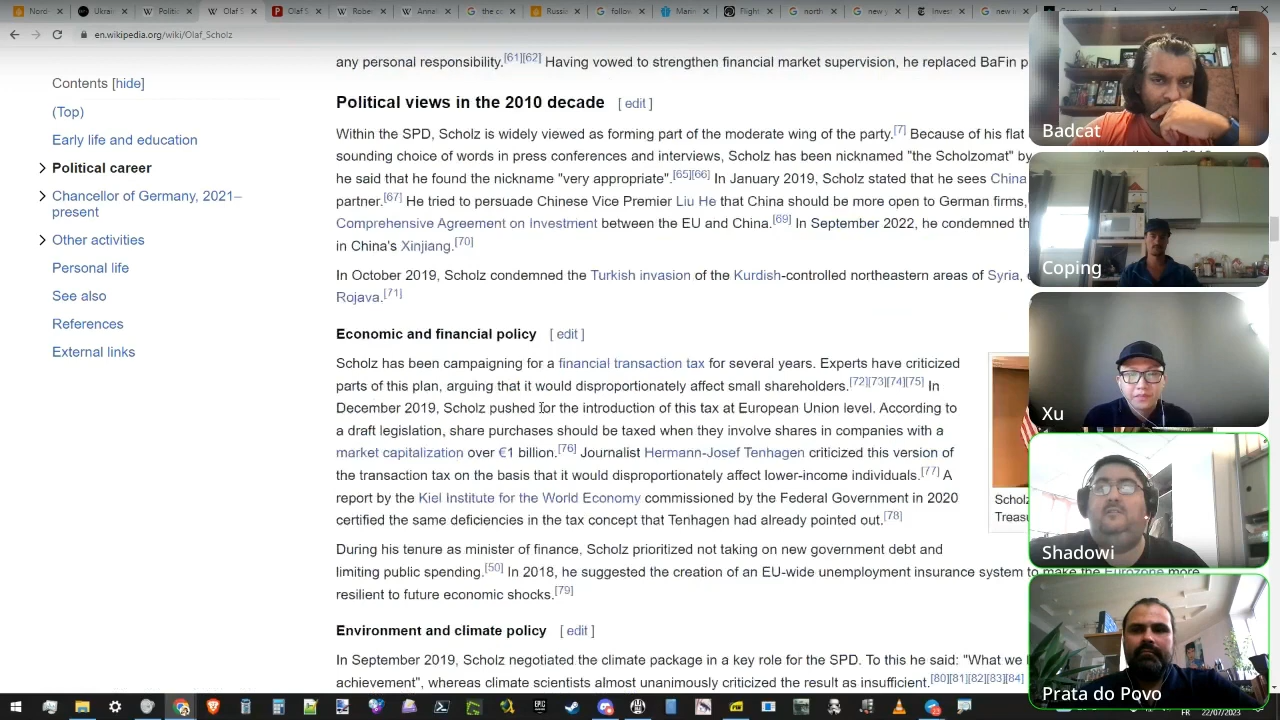 Nord
Ukrai
Politi
Olaf S
Olaf S
Rober
Annal
the c
Russi
follow
Mario
Flight
north
new
Invest
new i
en.wikipedia.org/wiki/Olaf_Scholz
Contents [hide]
(Top)
Early life and education
Political career
Chancellor of Germany, 2021–
present
Other activities
Personal life
See also
References
External links
any personal responsibility.[61][62] Having vowed to strengthen financial market supervision, he replaced BaFin p
Political views in the 2010 decade [ edit ]
Within the SPD, Scholz is widely viewed as forming part of the moderate wing of the party.[7] Because of his flat
sounding choice of words in press conferences and interviews, Scholz has been nicknamed "the Scholzomat" by
he said that he found the nickname "very appropriate".[65][66] In January 2019, Scholz stated that he sees China
partner.[67] He tried to persuade Chinese Vice Premier Liu He that China should be more open to German firms,
Comprehensive Agreement on Investment between the EU and China.[69] In September 2022, he condemned th
in China's Xinjiang.[70]
In October 2019, Scholz condemned the Turkish invasion of the Kurdish-controlled northeastern areas of Syria,
Rojava.[71]
Economic and financial policy [ edit ]
Scholz has been campaigning for a financial transaction tax for several years. Experts have criticized
parts of this plan, arguing that it would disproportionately affect small shareholders.[72][73][74][75] In
December 2019, Scholz pushed for the introduction of this tax at European Union level. According to
a draft legislation, share purchases should be taxed when they involve shares in companies with a
market capitalization over €1 billion.[76] Journalist Hermann-Josef Tenhagen criticized this version of
the transaction tax on the basis that it would disproportionately affect lower-income individuals.[77] A
report by the Kiel Institute for the World Economy commissioned by the Federal Government in 2020
certified the same deficiencies in the tax concept that Tenhagen had already pointed out.[78]
Scholz
Treasu
During his tenure as minister of finance, Scholz prioritized not taking on new government debt and
limiting public spending.[50] In 2018, he suggested the creation of an EU-wide unemployment insurance system to make the Eurozone more
resilient to future economic shocks.[79]
Environment and climate policy [ edit ]
In September 2019, Scholz negotiated the climate package in a key role for the SPD. To this he said: "What we
achievement", whereas climate scientists almost unanimously criticized the result as insufficient.[80][81][82][83][84]
Badcat
Coping
Xu
Shadowi
Prata do Povo
EPIC
FR
22/07/2023